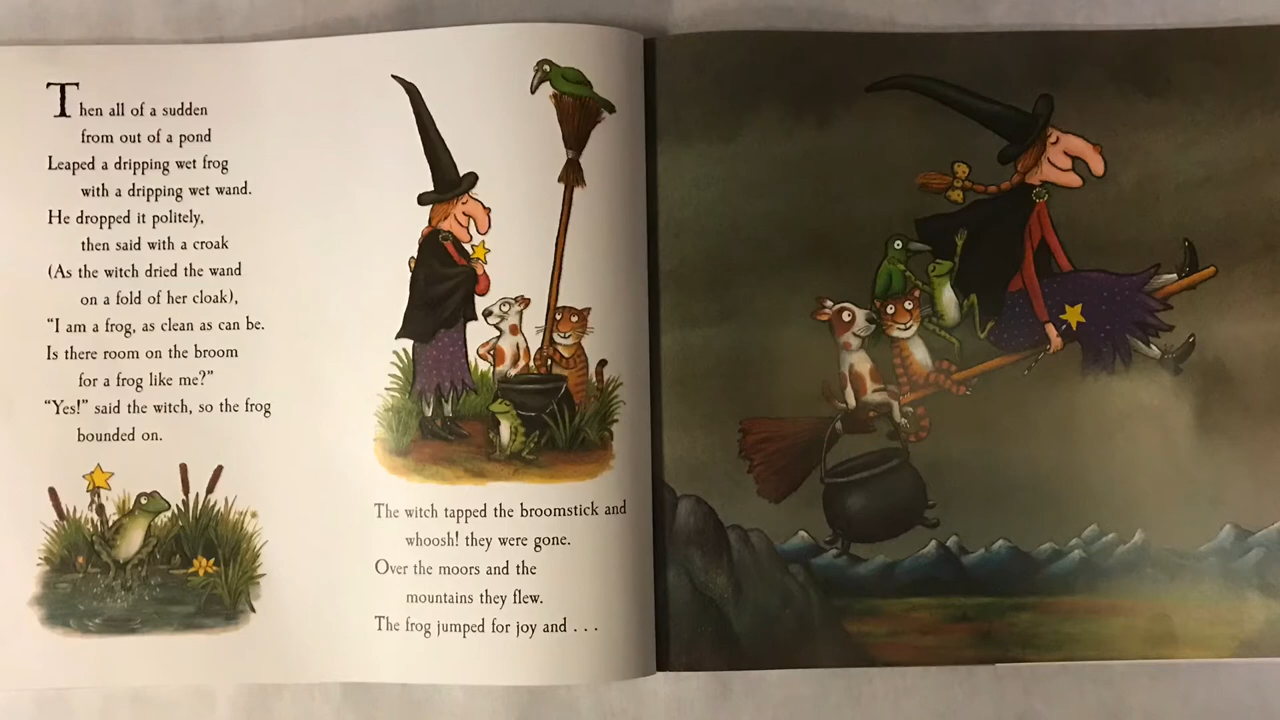 Then all of a sudden
from out of a pond
Leaped a dripping wet frog
with a dripping wet wand.
He dropped it politely,
then said with a croak
(As the witch dried the wand
on a fold of her cloak),
"I am a frog, as clean as can be.
Is there room on the broom
for a frog like me?"
"Yes!" said the witch, so the frog
bounded on.
The witch tapped the broomstick and
whoosh! they were gone.
Over the moors and the
mountains they flew.
The frog jumped for joy and . . .